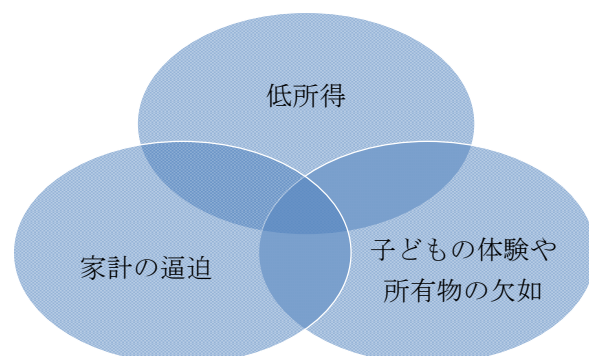 低所得
家計の逼迫
子どもの体験や
所有物の欠如